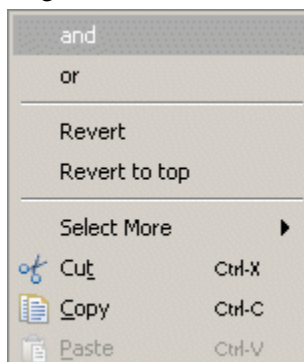 and
or
Revert
Revert to top
Select More
Cut Ctrl-X
Copy Ctrl-C
Paste Ctrl-V